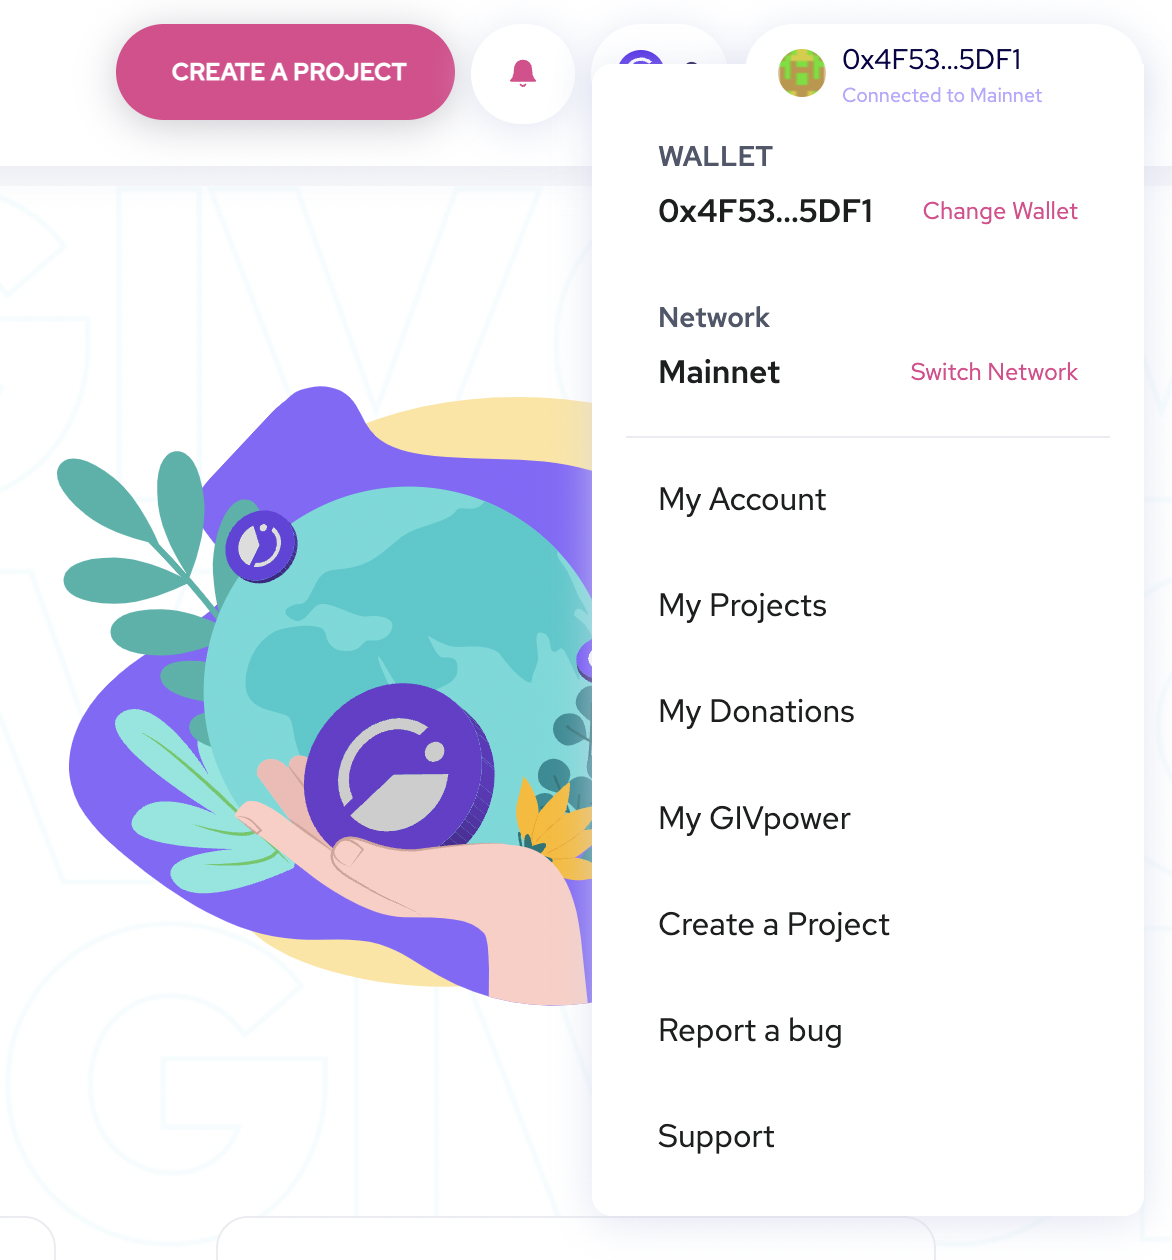 CREATE A PROJECT
0x4F53...5DF1
Connected to Mainnet
WALLET
0x4F53...5DF1 Change Wallet
Network
Mainnet Switch Network
My Account
My Projects
My Donations
My GIVpower
Create a Project
Report a bug
Support